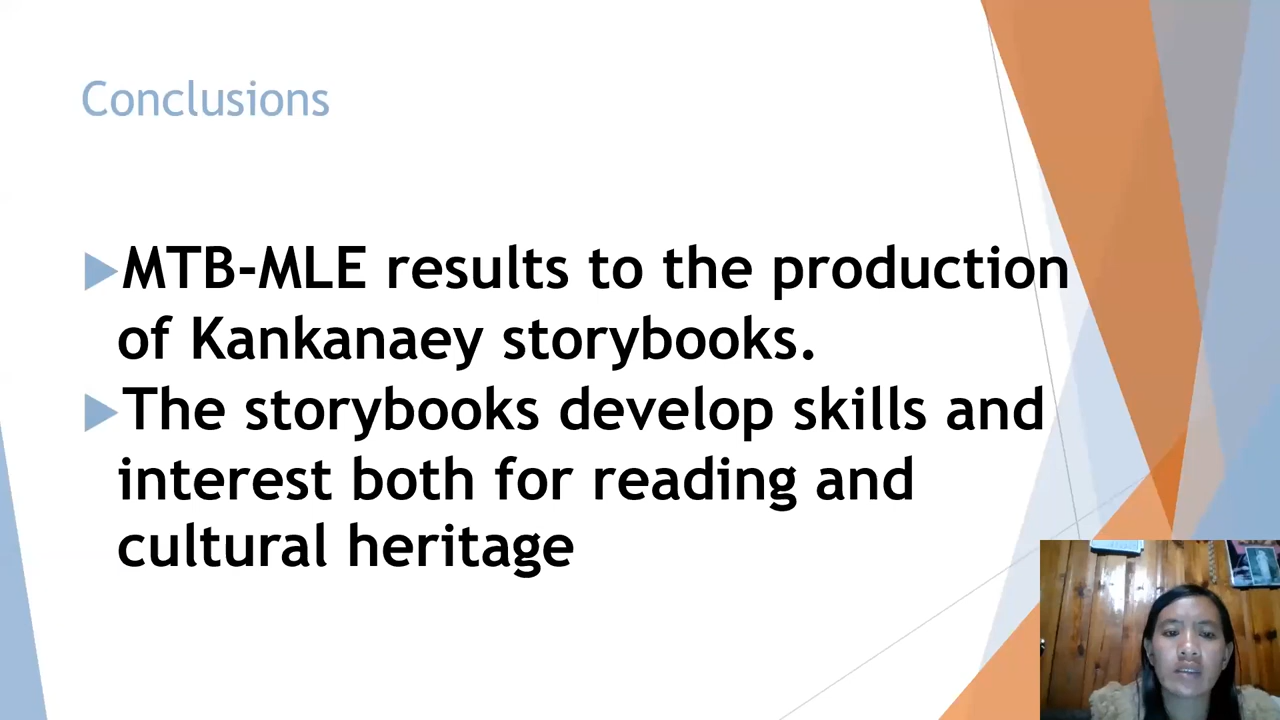 Conclusions
MTB-MLE results to the production
of Kankanaey storybooks.
The storybooks develop skills and
interest both for reading and
cultural heritage